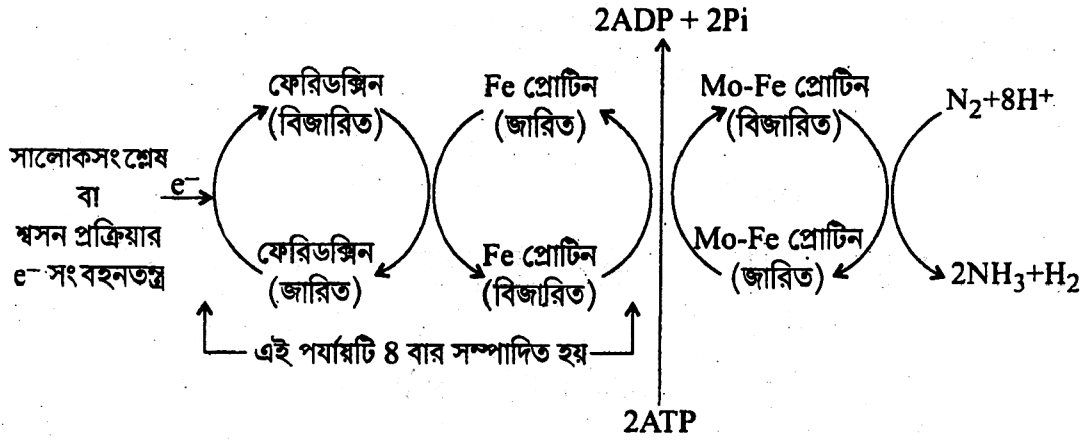 2ADP + 2Pi
ফেরিডক্সিন
(বিজারিত)
Fe প্রোটিন
(জারিত)
Mo-Fe প্রোটিন
(বিজারিত)
N₂+8H⁺
সালোকসংশ্লেষ
বা
শ্বসন প্রক্রিয়ার
e⁻ সংবহনতন্ত্র
e⁻
ফেরিডক্সিন
(জারিত)
Fe প্রোটিন
(বিজারিত)
Mo-Fe প্রোটিন
(জারিত)
2NH₃+H₂
এই পর্যায়টি 8 বার সম্পাদিত হয়
2ATP